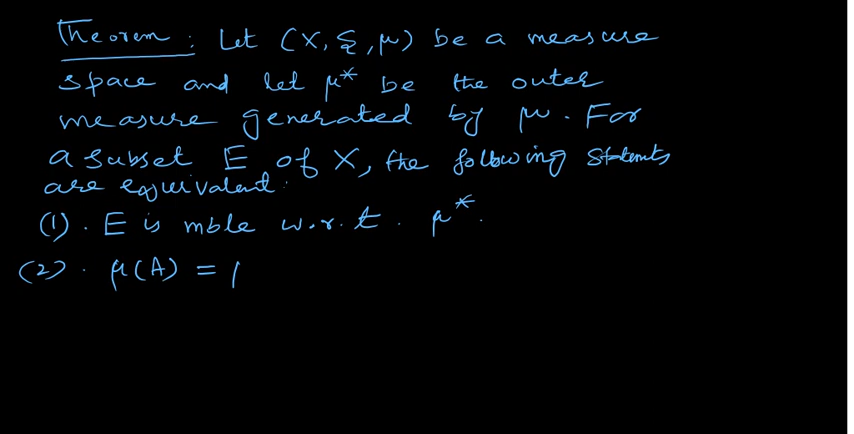 Theorem : Let (X, Σ, μ) be a measure
space and let μ* be the outer
measure generated by μ. For
a subset E of X, the following statements
are equivalent:
(1). E is mble w.r.t. μ*.
(2). μ(A) =